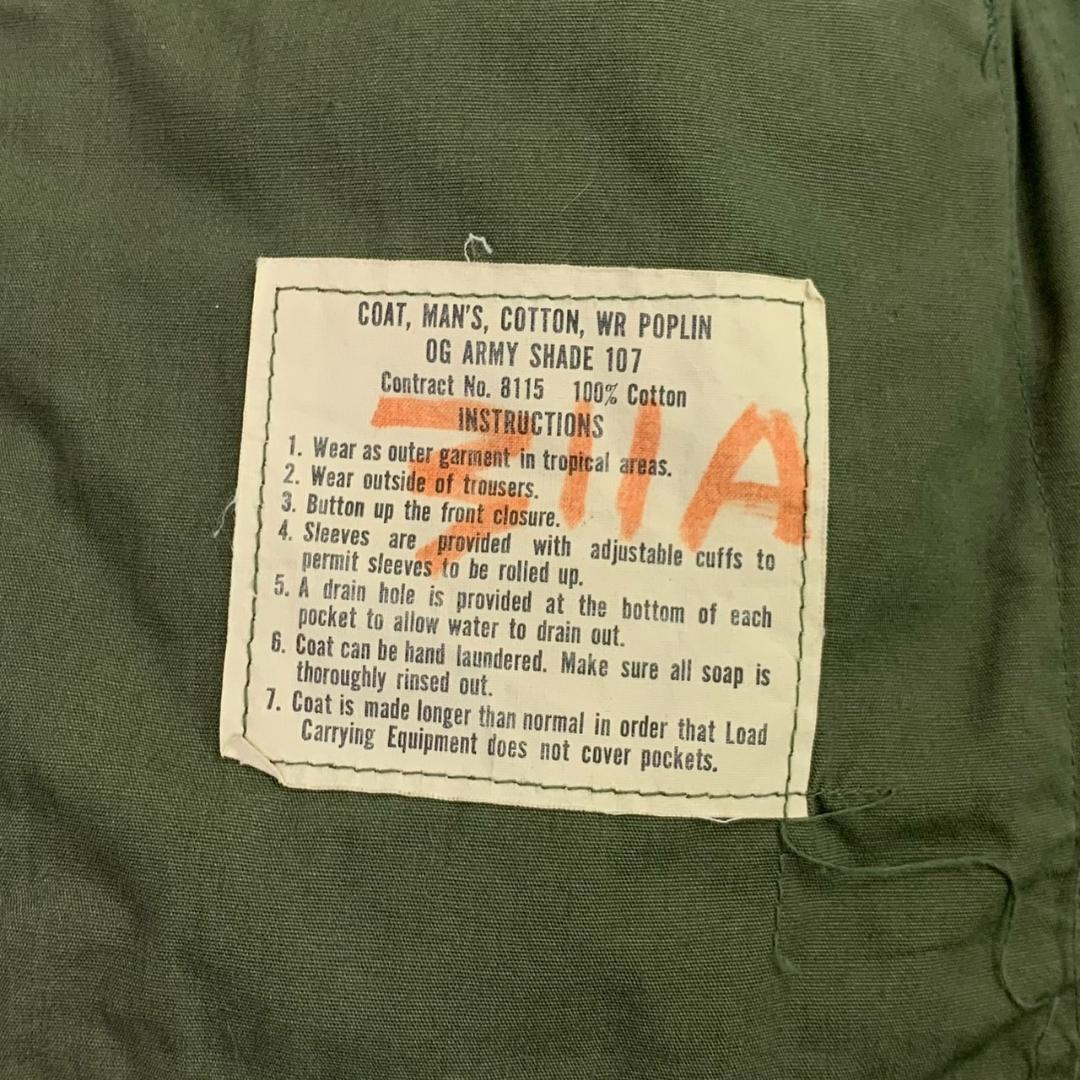 COAT, MAN'S, COTTON, WR POPLIN
OG ARMY SHADE 107
Contract No. 8115 100% Cotton
INSTRUCTIONS
311A
1. Wear as outer garment in tropical areas.
2. Wear outside of trousers.
3. Button up the front closure.
4. Sleeves are provided with adjustable cuffs to
permit sleeves to be rolled up.
5. A drain hole is provided at the bottom of each
pocket to allow water to drain out.
6. Coat can be hand laundered. Make sure all soap is
thoroughly rinsed out.
7. Coat is made longer than normal in order that Load
Carrying Equipment does not cover pockets.